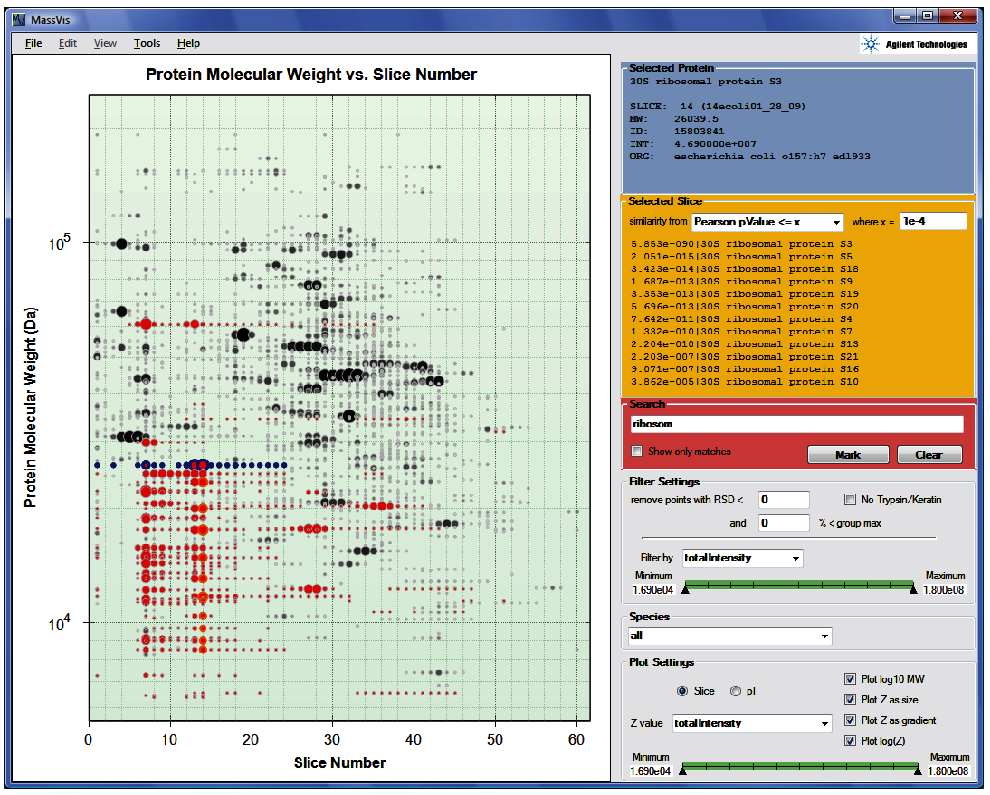 MassVis
File Edit View Tools Help
Agilent Technologies
Protein Molecular Weight vs. Slice Number
10^5
10^4
Protein Molecular Weight (Da)
0 10 20 30 40 50 60
Slice Number
Selected Protein
30S ribosomal protein S3
SLICE: 14 (14ecoli01_28_09)
MW: 26039.5
ID: 15803841
INT: 4.690000e+007
ORG: escherichia coli o157:h7 edl933
Selected Slice
similarity from Pearson pValue <= x where x = 1e-4
5.853e-090|30S ribosomal protein S3
2.051e-015|30S ribosomal protein S5
3.423e-014|30S ribosomal protein S18
1.687e-013|30S ribosomal protein S9
3.353e-013|30S ribosomal protein S19
5.696e-013|30S ribosomal protein S20
7.642e-011|30S ribosomal protein S4
1.332e-010|30S ribosomal protein S7
2.204e-010|30S ribosomal protein S13
2.203e-007|30S ribosomal protein S21
9.071e-007|30S ribosomal protein S16
3.862e-005|30S ribosomal protein S10
Search
ribosom
Show only matches Mark Clear
Filter Settings
remove points with RSD < 0 No Trypsin/Keratin
and 0 % < group max
Filter by totalIntensity
Minimum Maximum
1.690e04 1.800e08
Species
all
Plot Settings
Slice pI
Plot log10 MW
Plot Z as size
Z value totalIntensity
Plot Z as gradient
Plot log(Z)
Minimum Maximum
1.690e04 1.800e08